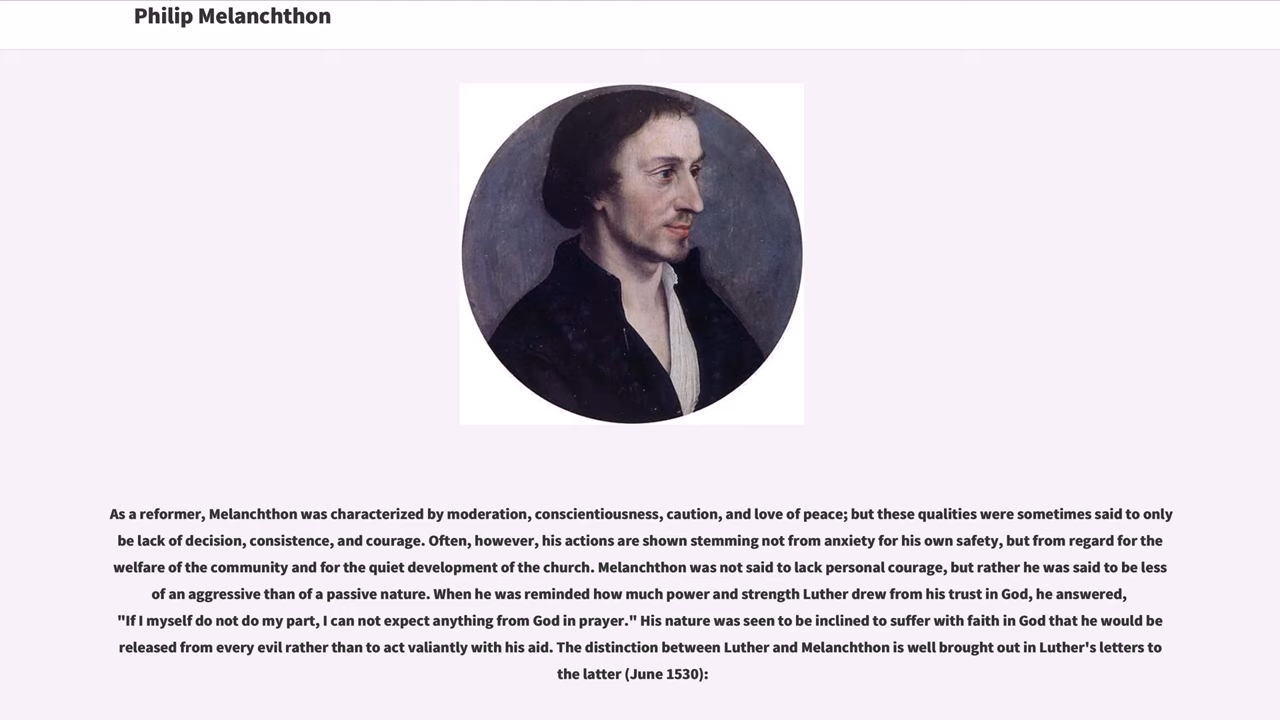 Philip Melanchthon
As a reformer, Melanchthon was characterized by moderation, conscientiousness, caution, and love of peace; but these qualities were sometimes said to only
be lack of decision, consistence, and courage. Often, however, his actions are shown stemming not from anxiety for his own safety, but from regard for the
welfare of the community and for the quiet development of the church. Melanchthon was not said to lack personal courage, but rather he was said to be less
of an aggressive than of a passive nature. When he was reminded how much power and strength Luther drew from his trust in God, he answered,
"If I myself do not do my part, I can not expect anything from God in prayer." His nature was seen to be inclined to suffer with faith in God that he would be
released from every evil rather than to act valiantly with his aid. The distinction between Luther and Melanchthon is well brought out in Luther's letters to
the latter (June 1530):